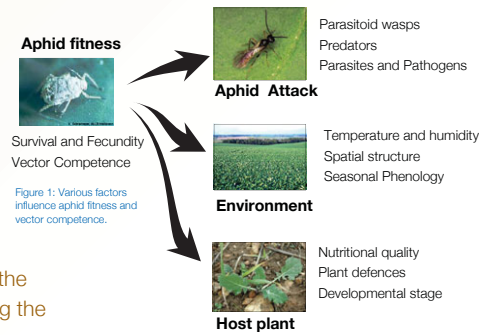 Aphid fitness
Survival and Fecundity
Vector Competence
Figure 1: Various factors
influence aphid fitness and
vector competence.
the
g the
Parasitoid wasps
Predators
Parasites and Pathogens
Aphid Attack
Temperature and humidity
Spatial structure
Seasonal Phenology
Environment
Nutritional quality
Plant defences
Developmental stage
Host plant